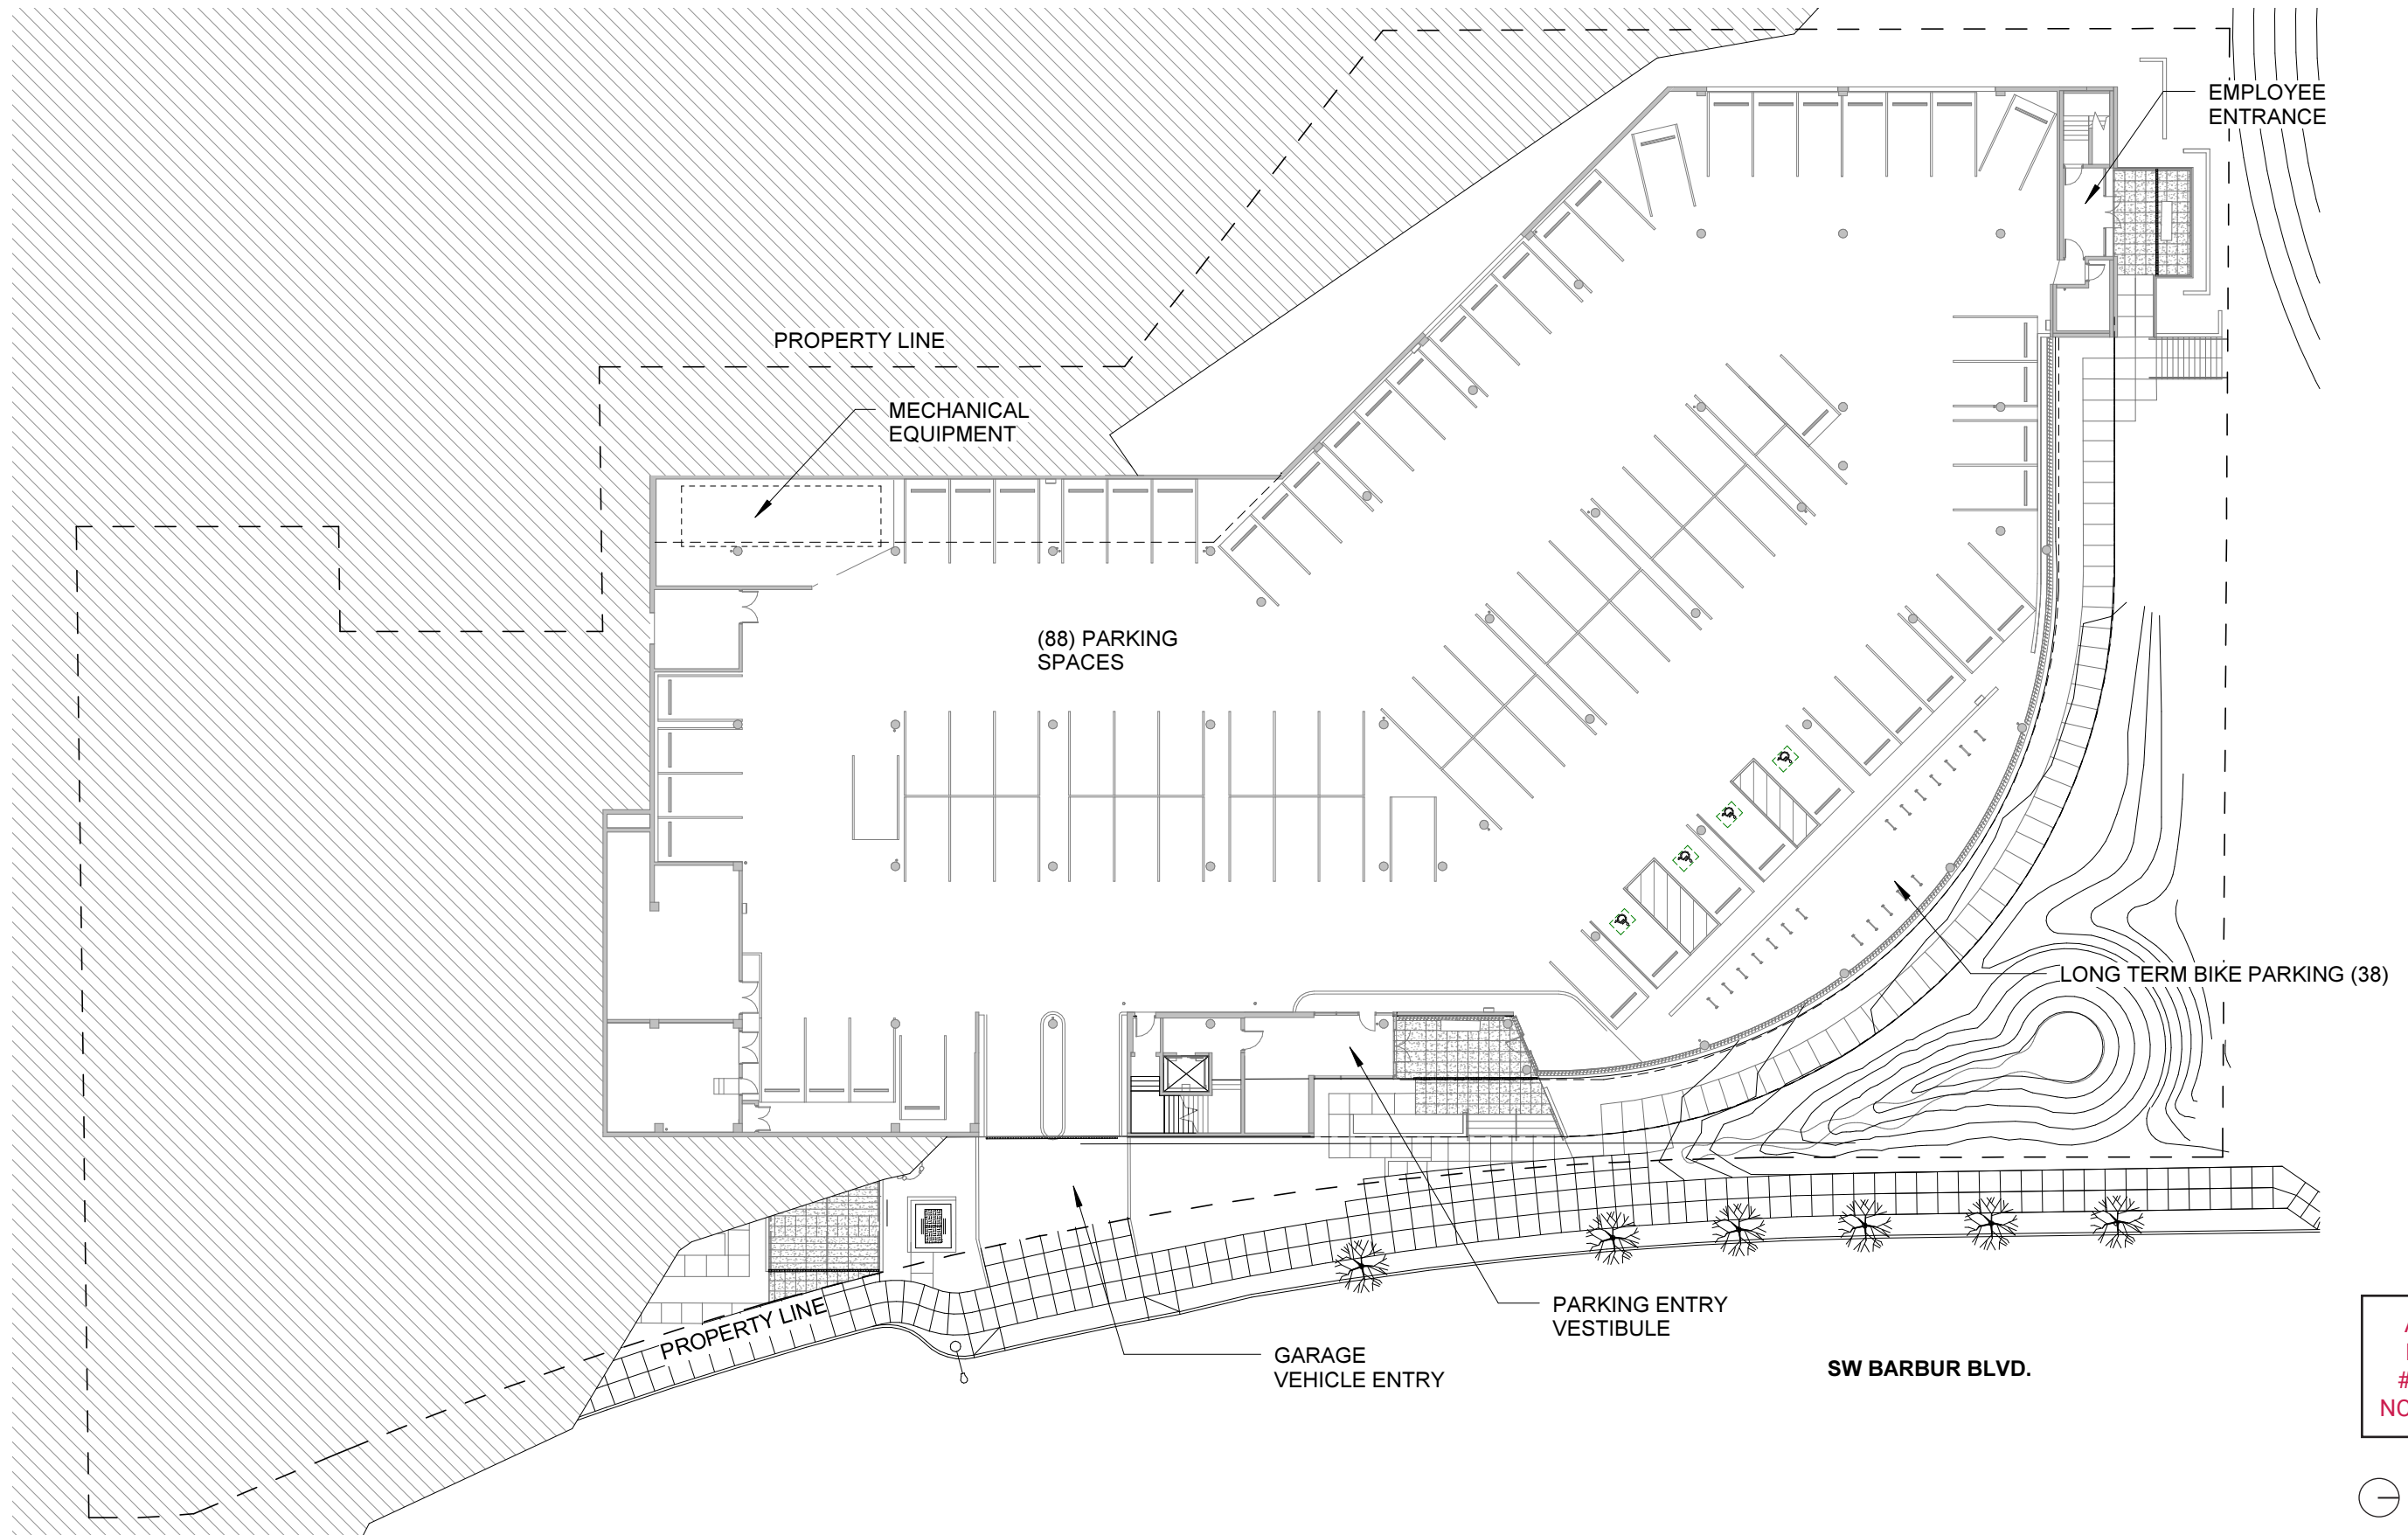 EMPLOYEE
ENTRANCE
PROPERTY LINE
MECHANICAL
EQUIPMENT
(88) PARKING
SPACES
LONG TERM BIKE PARKING (38)
PROPERTY LINE
PARKING ENTRY
VESTIBULE
GARAGE
VEHICLE ENTRY
SW BARBUR BLVD.